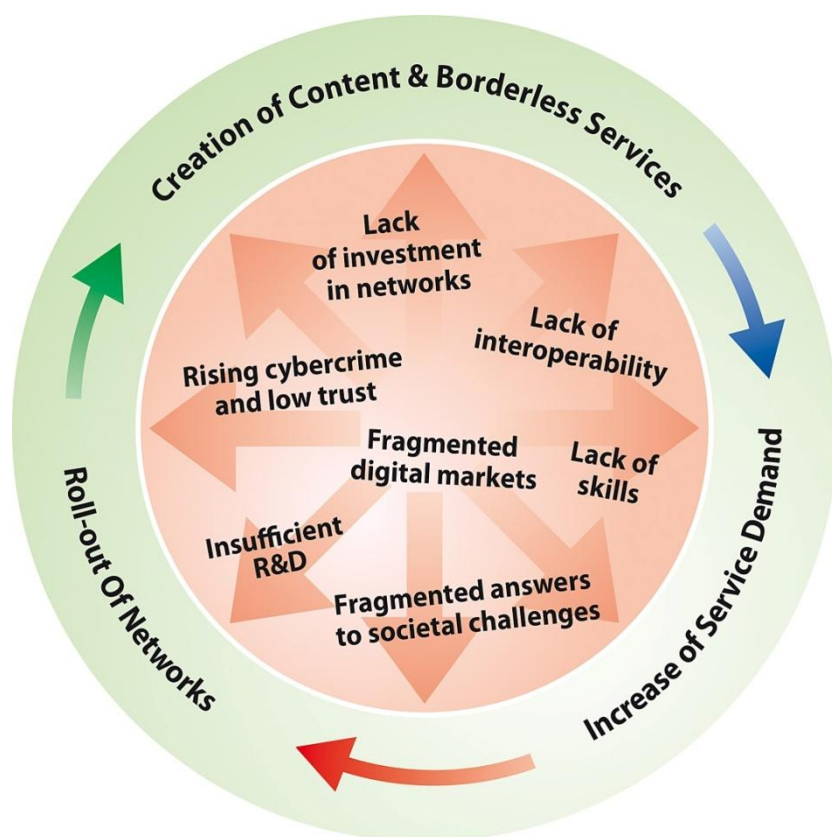 Creation of Content & Borderless Services
Lack
of investment
in networks
Lack of
interoperability
Rising cybercrime
and low trust
Fragmented
digital markets
Lack of
skills
Insufficient
R&D
Fragmented answers
to societal challenges
Increase of Service Demand
Roll-out Of Networks